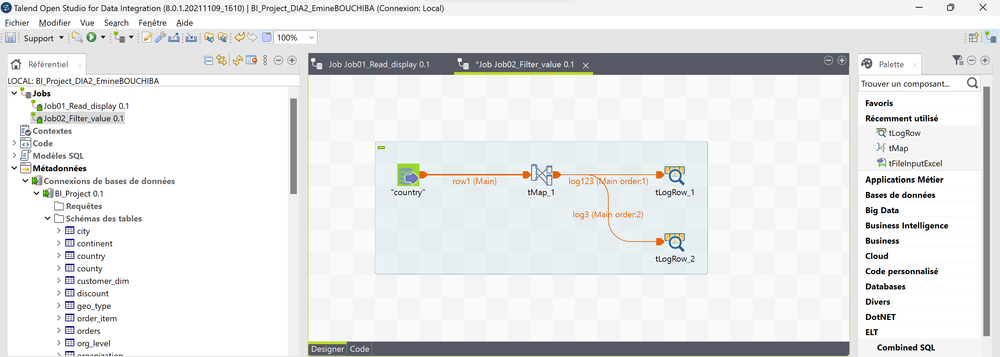 Talend Open Studio for Data Integration (8.0.1.20211109_1610) | BI_Project_DIA2_EmineBOUCHIBA (Connexion: Local)
Fichier Modifier Vue Search Fenêtre Aide
Support 100%
Référentiel
LOCAL: BI_Project_DIA2_EmineBOUCHIBA
Jobs
Job01_Read_display 0.1
Job02_Filter_value 0.1
Contextes
Code
Modèles SQL
Métadonnées
Connexions de bases de données
BI_Project 0.1
Requêtes
Schémas des tables
city
continent
country
county
customer_dim
discount
geo_type
order_item
orders
org_level
organization
Job Job01_Read_display 0.1
*Job Job02_Filter_value 0.1
row1 (Main)
log123 (Main order:1)
"country"
tMap_1
tLogRow_1
log3 (Main order:2)
tLogRow_2
Designer Code
Palette
Trouver un composant...
Favoris
Récemment utilisé
tLogRow
tMap
tFileInputExcel
Applications Métier
Bases de données
Big Data
Business Intelligence
Business
Cloud
Code personnalisé
Databases
Divers
DotNET
ELT
Combined SQL